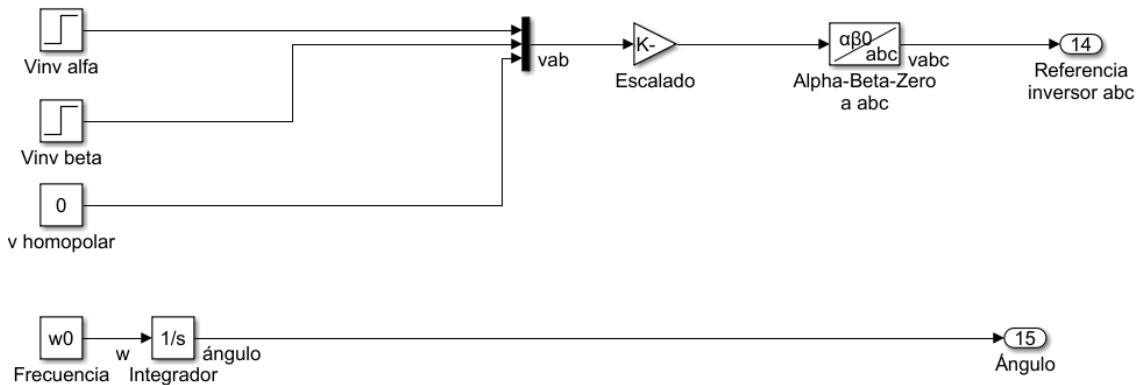 Vinv alfa
Vinv beta
0
v homopolar
vab
K-
Escalado
αβ0
abc
Alpha-Beta-Zero
a abc
vabc
14
Referencia
inversor abc
w0
Frecuencia
w
1/s
Integrador
ángulo
15
Ángulo